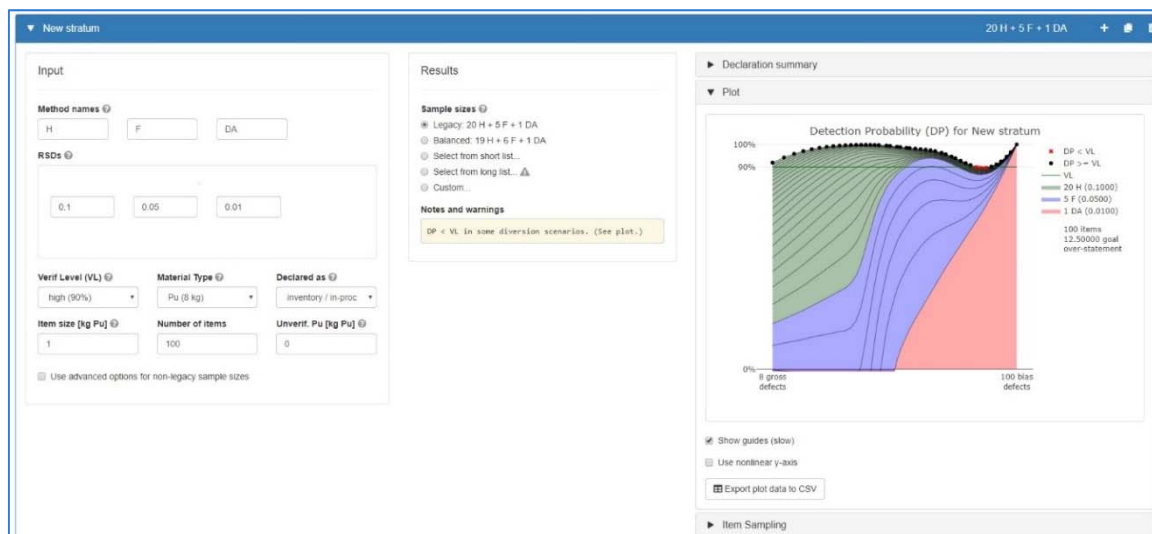 ▼ New stratum
20 H + 5 F + 1 DA
Input
Method names
H F DA
RSDs
0.1 0.05 0.01
Verif Level (VL) Material Type Declared as
high (90%) Pu (8 kg) inventory / in-proc
Item size [kg Pu] Number of items Unverif. Pu [kg Pu]
1 100 0
Use advanced options for non-legacy sample sizes
Results
Sample sizes
Legacy: 20 H + 5 F + 1 DA
Balanced: 19 H + 6 F + 1 DA
Select from short list...
Select from long list...
Custom...
Notes and warnings
DP < VL in some diversion scenarios. (See plot.)
▶ Declaration summary
▼ Plot
Detection Probability (DP) for New stratum
100%
90%
0%
8 gross
defects
100 bias
defects
DP < VL
DP >= VL
VL
20 H (0.1000)
5 F (0.0500)
1 DA (0.0100)
100 items
12.50000 goal
over-statement
Show guides (slow)
Use nonlinear y-axis
Export plot data to CSV
▶ Item Sampling